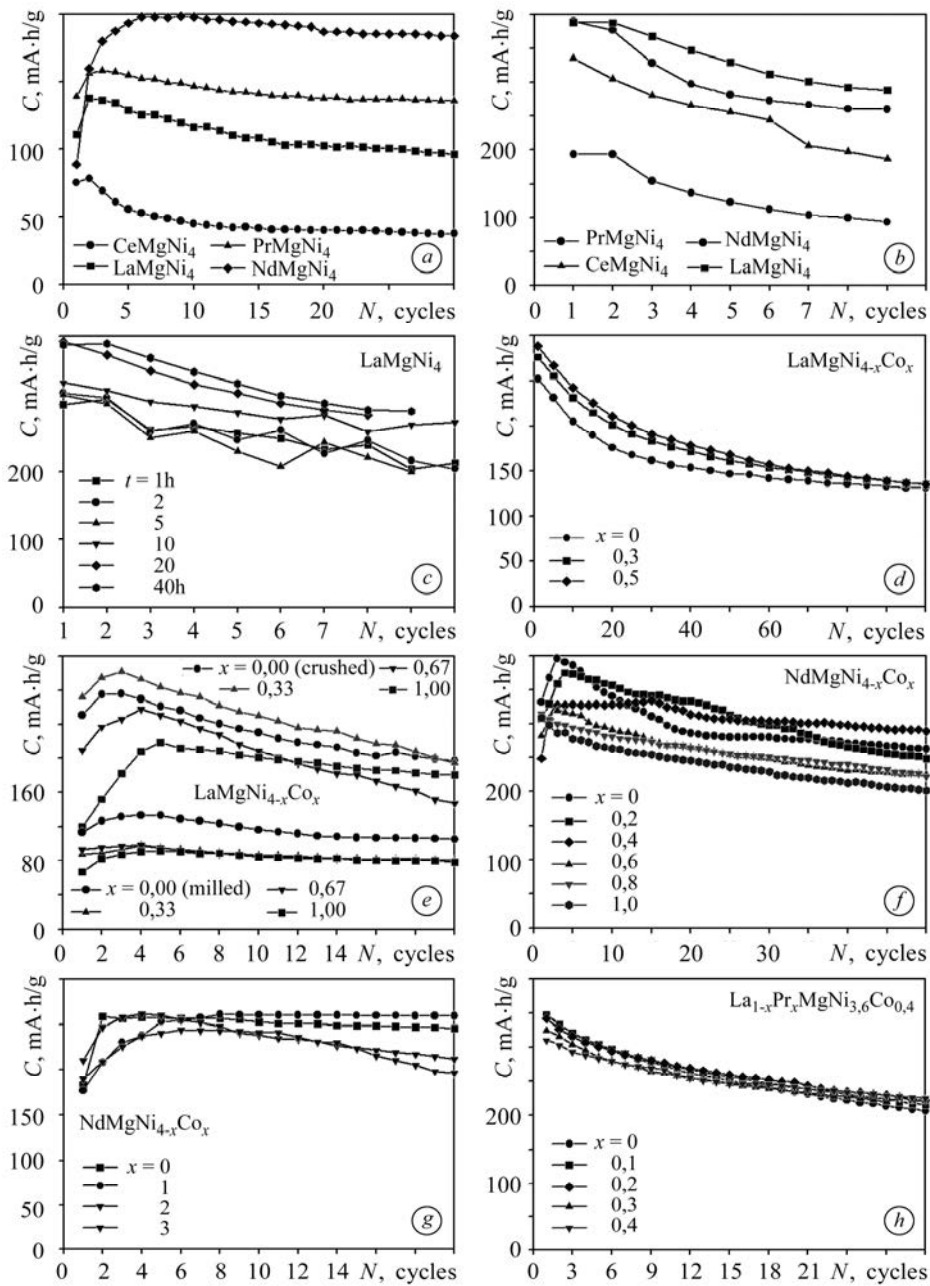 C, mA·h/g
100
50
0
CeMgNi4
PrMgNi4
LaMgNi4
NdMgNi4
a
0 5 10 15 20 N, cycles
C, mA·h/g
200
100
0
PrMgNi4
NdMgNi4
CeMgNi4
LaMgNi4
b
0 1 2 3 4 5 6 7 N, cycles
C, mA·h/g
LaMgNi4
200
100
0
t = 1h
2
5
10
20
40h
c
1 2 3 4 5 6 7 N, cycles
C, mA·h/g
LaMgNi4-xCox
150
100
50
0
x = 0
0,3
0,5
d
0 20 40 60 N, cycles
C, mA·h/g
x = 0,00 (crushed)
0,67
0,33
1,00
160
LaMgNi4-xCox
80
x = 0,00 (milled)
0,67
0,33
1,00
e
0
0 2 4 6 8 10 12 14 N, cycles
C, mA·h/g
NdMgNi4-xCox
200
100
0
x = 0
0,2
0,4
0,6
0,8
1,0
f
0 10 20 30 N, cycles
C, mA·h/g
150
100
50
0
NdMgNi4-xCox
x = 0
1
2
3
g
0 2 4 6 8 10 12 14 N, cycles
C, mA·h/g
La1-xPrxMgNi3,6Co0,4
200
100
0
x = 0
0,1
0,2
0,3
0,4
h
0 3 6 9 12 15 18 21 N, cycles